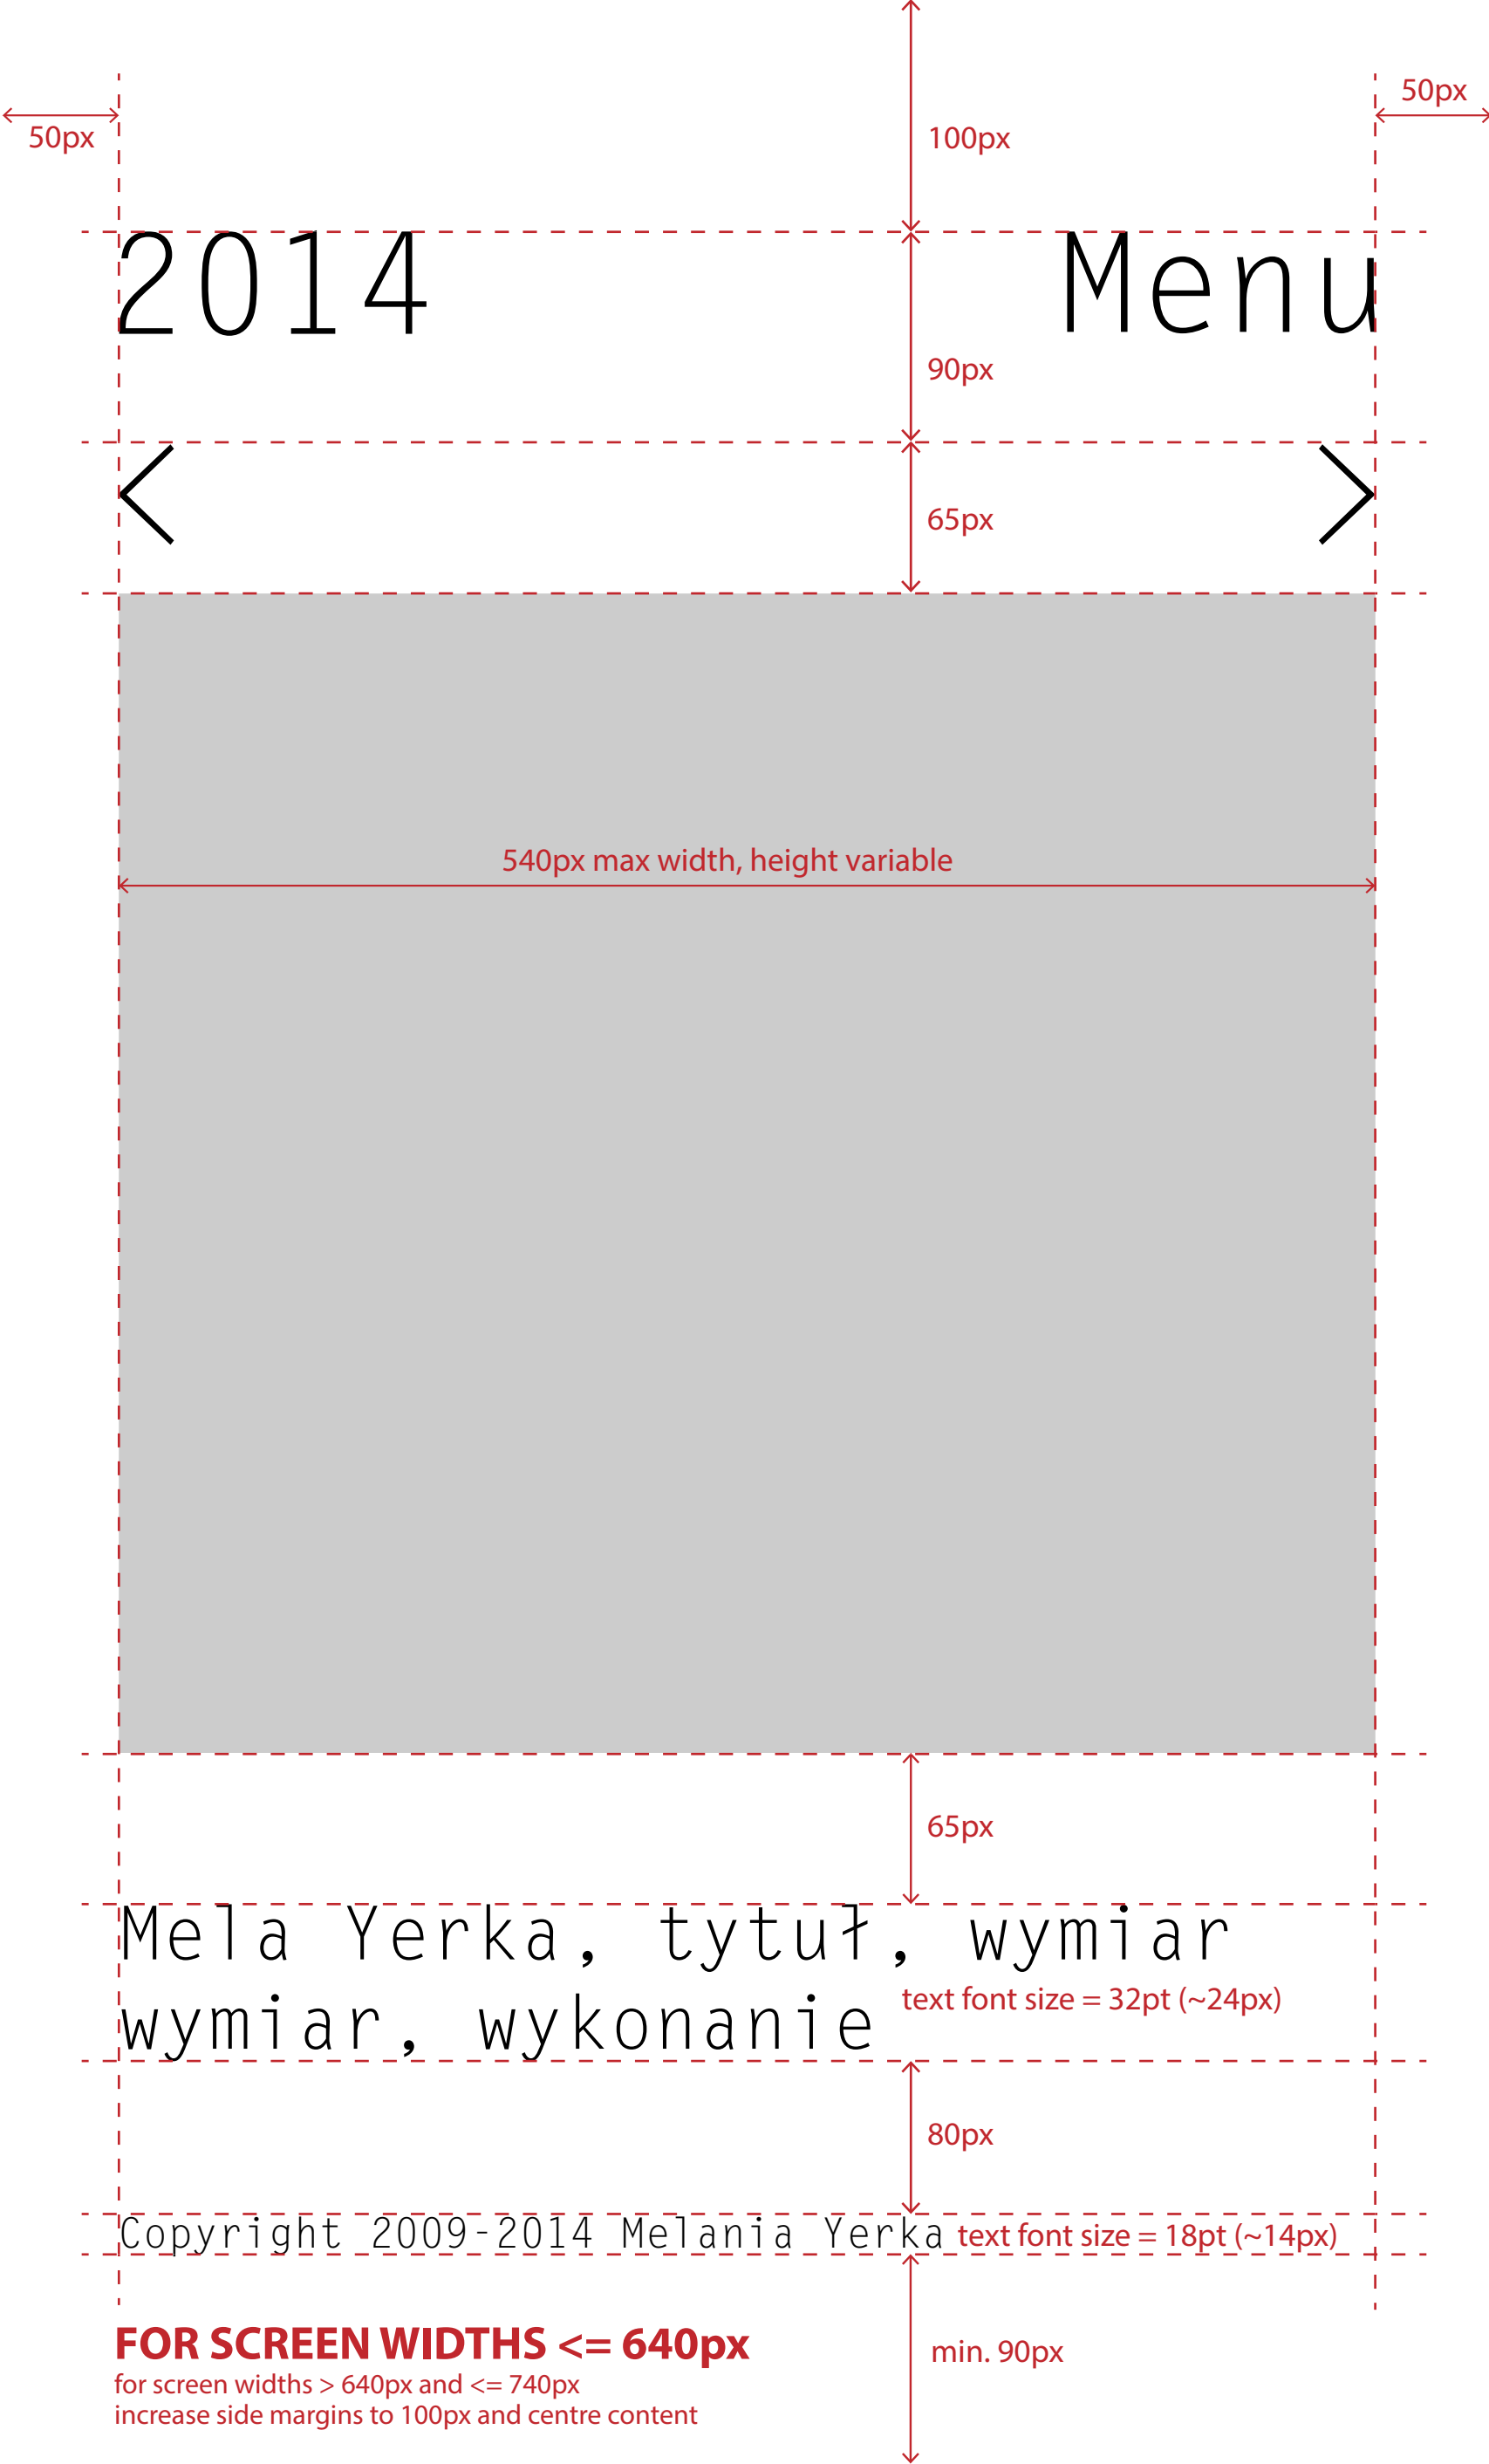 50px
50px
100px
2014
Menu
90px
65px
540px max width, height variable
65px
Mela Yerka, tytuł, wymiar
wymiar, wykonanie
text font size = 32pt (~24px)
80px
Copyright 2009-2014 Melania Yerka
text font size = 18pt (~14px)
FOR SCREEN WIDTHS <= 640px
for screen widths > 640px and <= 740px
increase side margins to 100px and centre content
min. 90px